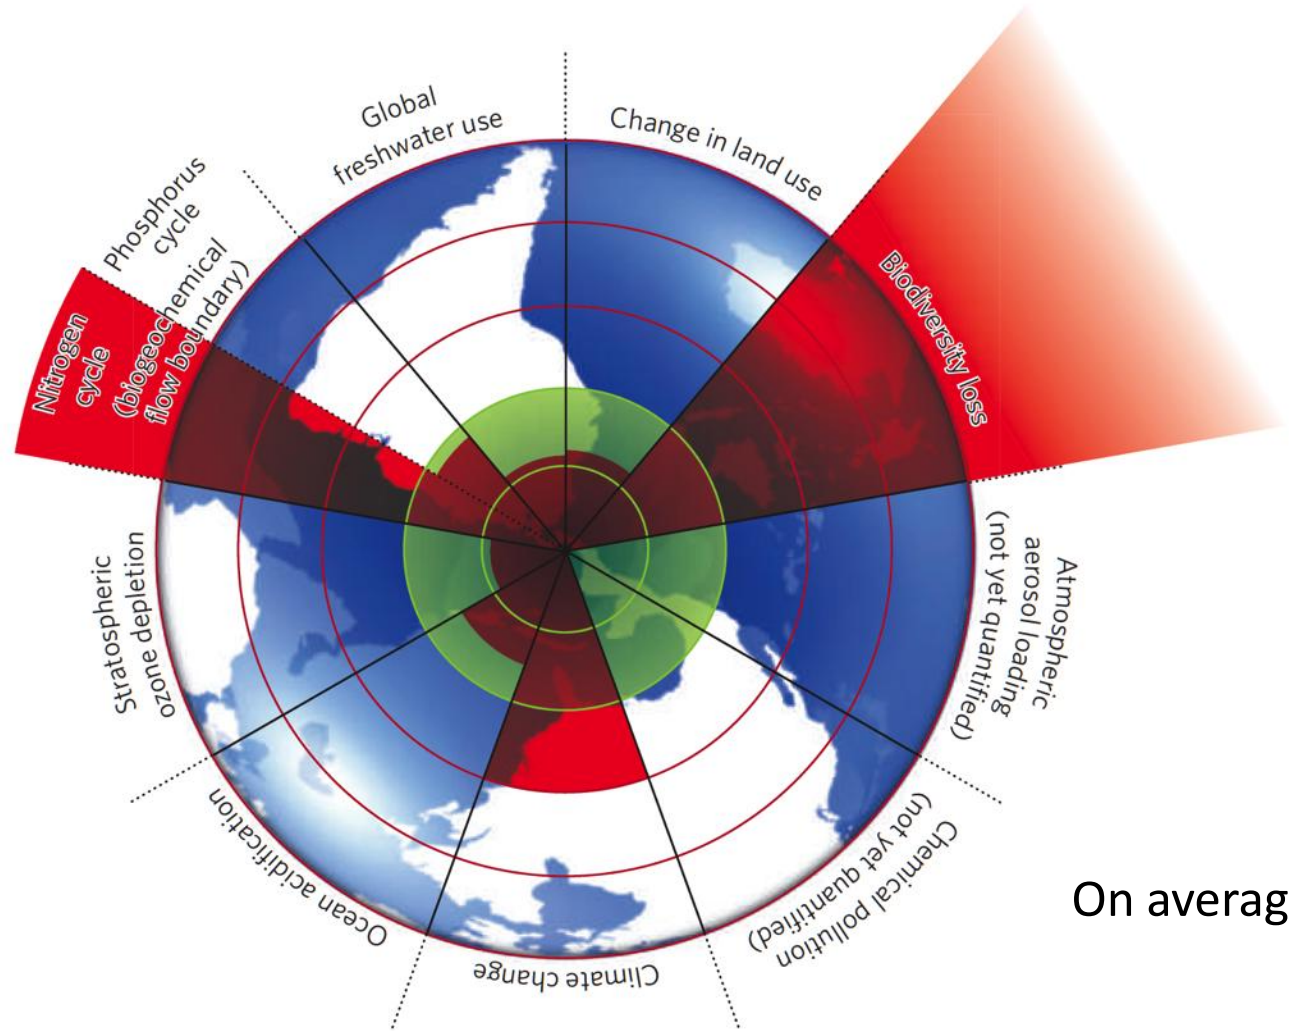 Global
freshwater use
Change in land use
Phosphorus
cycle
(biogeochemical
flow boundary)
Nitrogen
cycle
Biodiversity loss
Stratospheric
ozone depletion
Atmospheric
aerosol loading
(not yet quantified)
Ocean acidification
Climate change
Chemical pollution
(not yet quantified)
On averag